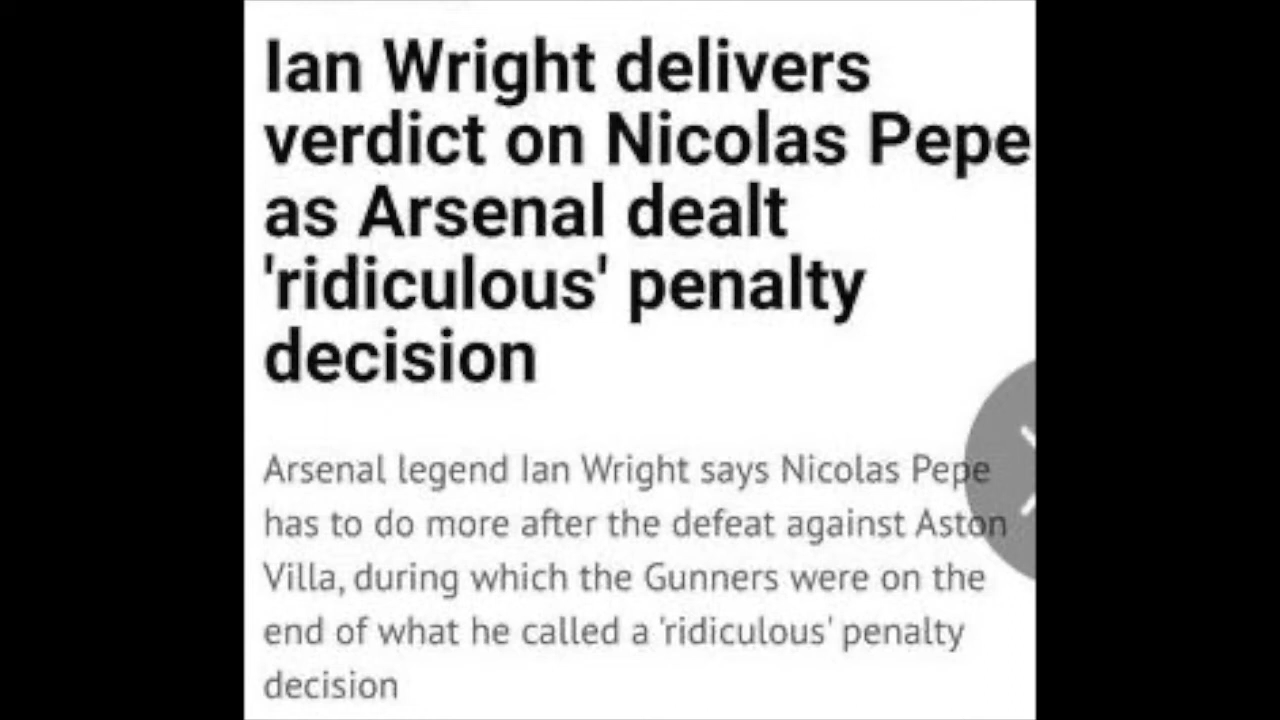 Ian Wright delivers
verdict on Nicolas Pepe
as Arsenal dealt
'ridiculous' penalty
decision
Arsenal legend Ian Wright says Nicolas Pepe
has to do more after the defeat against Aston
Villa, during which the Gunners were on the
end of what he called a 'ridiculous' penalty
decision